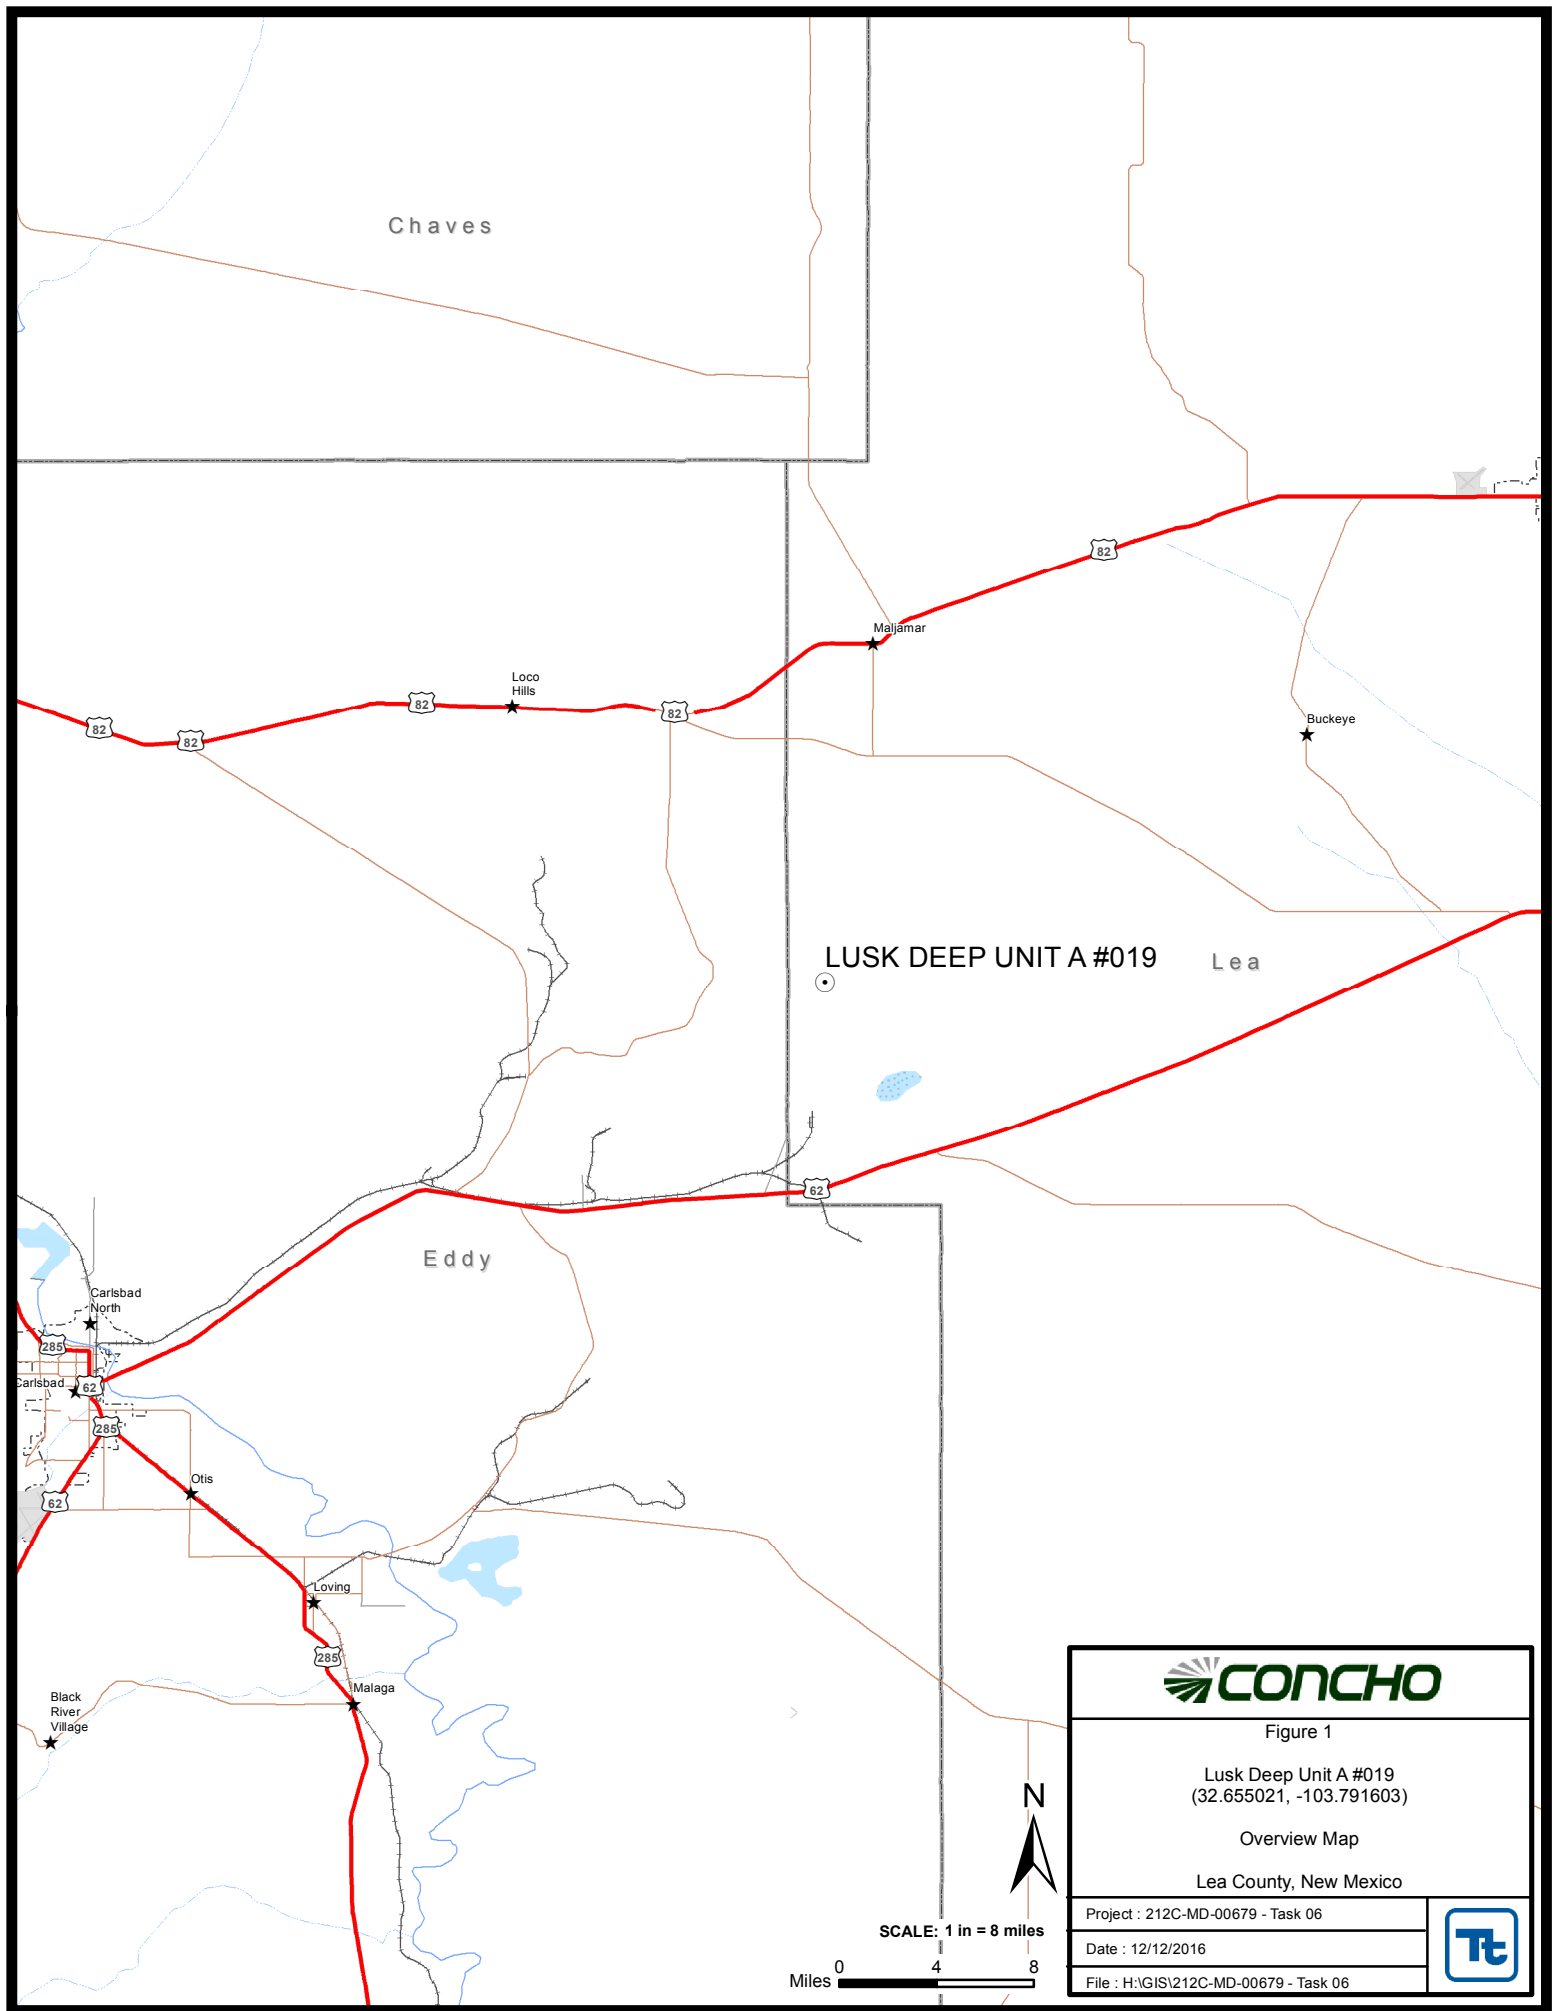 Chaves
82
Maljamar
Loco
Hills
82
82
82
82
Buckeye
LUSK DEEP UNIT A #019
Lea
62
Eddy
Carlsbad
North
285
Carlsbad
62
285
Otis
62
Loving
285
Malaga
Black
River
Village
N
SCALE: 1 in = 8 miles
0 4 8
Miles
CONCHO
Figure 1
Lusk Deep Unit A #019
(32.655021, -103.791603)
Overview Map
Lea County, New Mexico
Project : 212C-MD-00679 - Task 06
Date : 12/12/2016
File : H:\GIS\212C-MD-00679 - Task 06
Tt